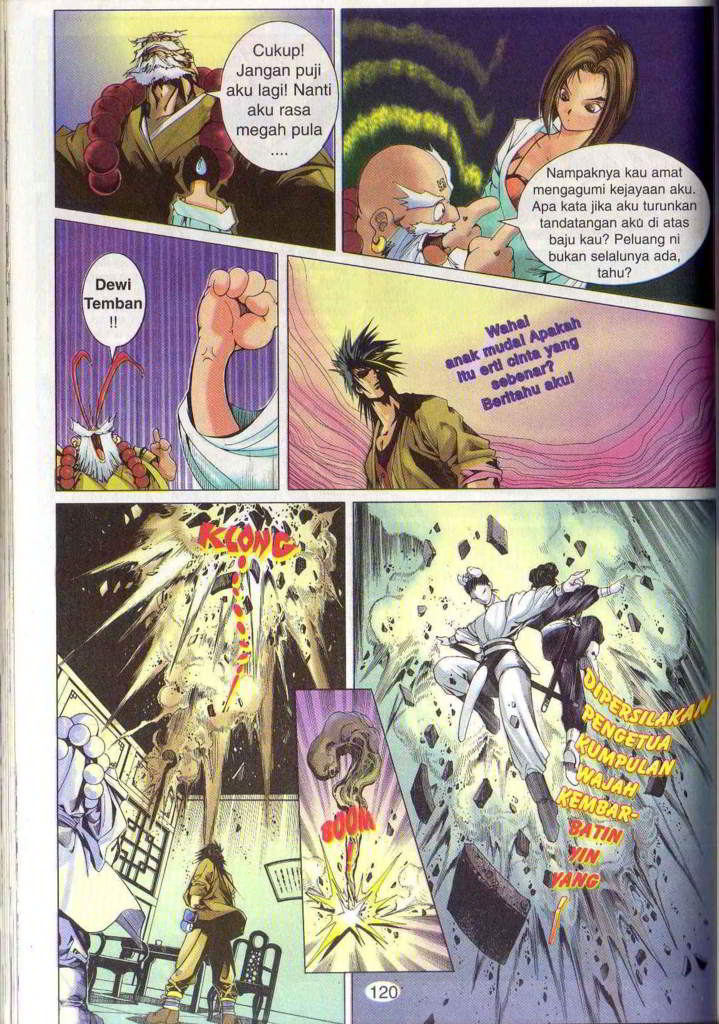 Cukup!
Jangan puji
aku lagi! Nanti
aku rasa
megah pula
....
Nampaknya kau amat
mengagumi kejayaan aku.
Apa kata jika aku turunkan
tandatangan aku di atas
baju kau? Peluang ni
bukan selalunya ada,
tahu?
Dewi
Temban
!!
Wahai
anak muda! Apakah
itu erti cinta yang
sebenar?
Beritahu aku!
KLONG
......!
BOOM
!
DIPERSILAKAN
PENGETUA
KUMPULAN
WAJAH
KEMBAR-
BATIN
YIN
YANG
!
120